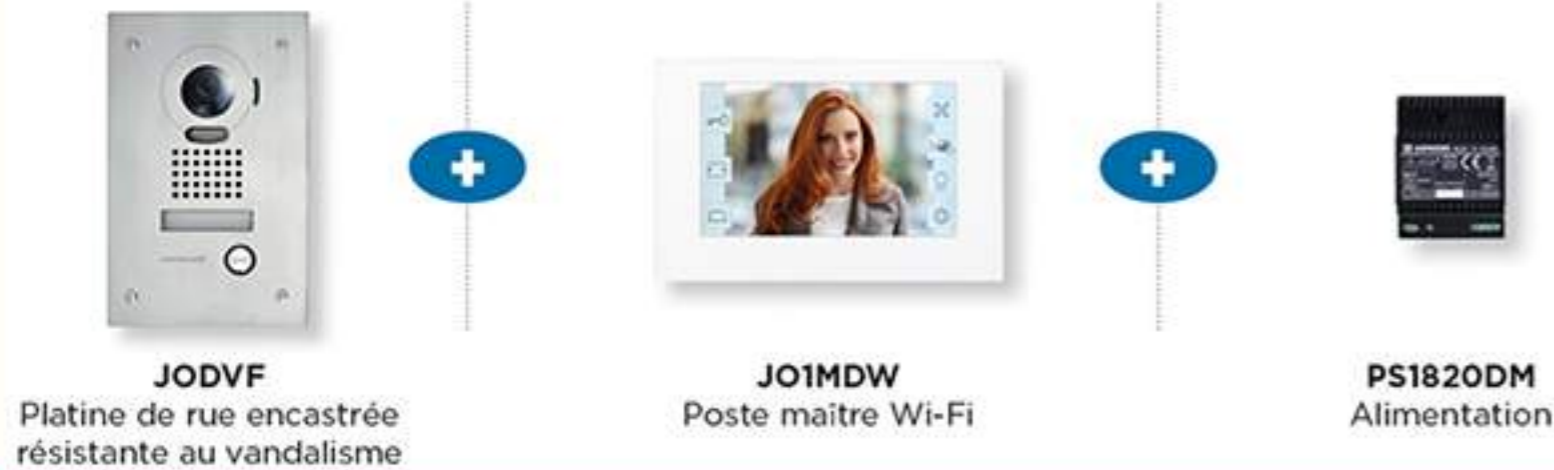 JODVF
Platine de rue encastrée
résistante au vandalisme
JO1MDW
Poste maître Wi-Fi
PS1820DM
Alimentation